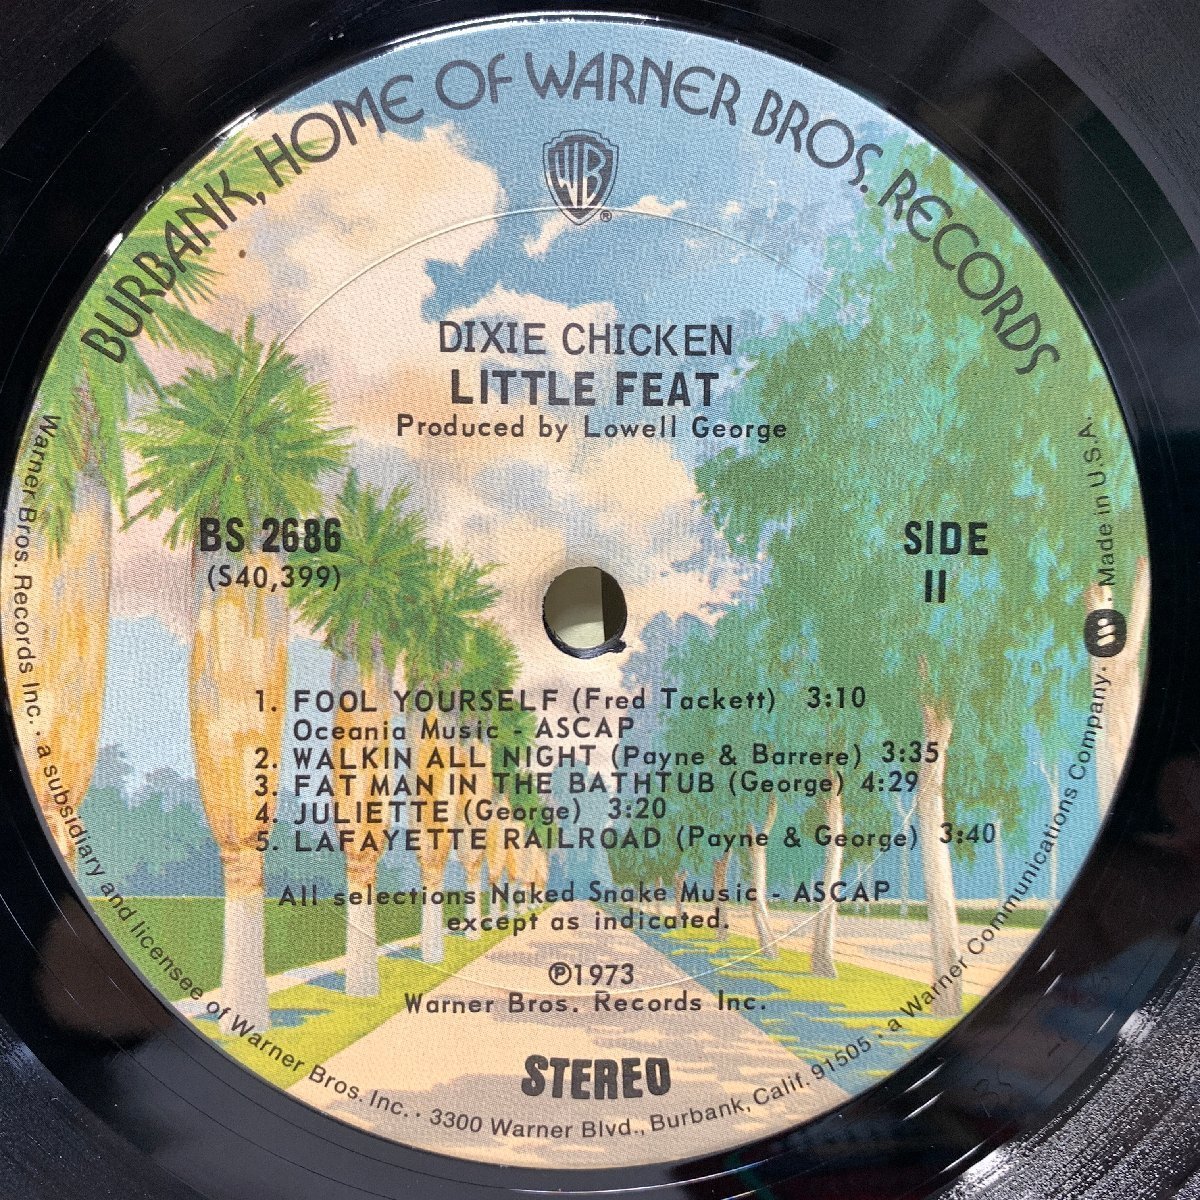 BURBANK, HOME OF WARNER BROS. RECORDS
WB
®
DIXIE CHICKEN
LITTLE FEAT
Produced by Lowell George
BS 2686
(S40,399)
SIDE
II
1. FOOL YOURSELF (Fred Tackett) 3:10
Oceania Music - ASCAP
2. WALKIN ALL NIGHT (Payne & Barrere) 3:35
3. FAT MAN IN THE BATHTUB (George) 4:29
4. JULIETTE (George) 3:20
5. LAFAYETTE RAILROAD (Payne & George) 3:40
All selections Naked Snake Music - ASCAP
except as indicated.
℗1973
Warner Bros. Records Inc.
STEREO
Warner Bros. Records Inc. · a subsidiary and licensee of Warner Bros. Inc. · 3300 Warner Blvd., Burbank, Calif. 91505 · a Warner Communications Company. · Made in U.S.A.